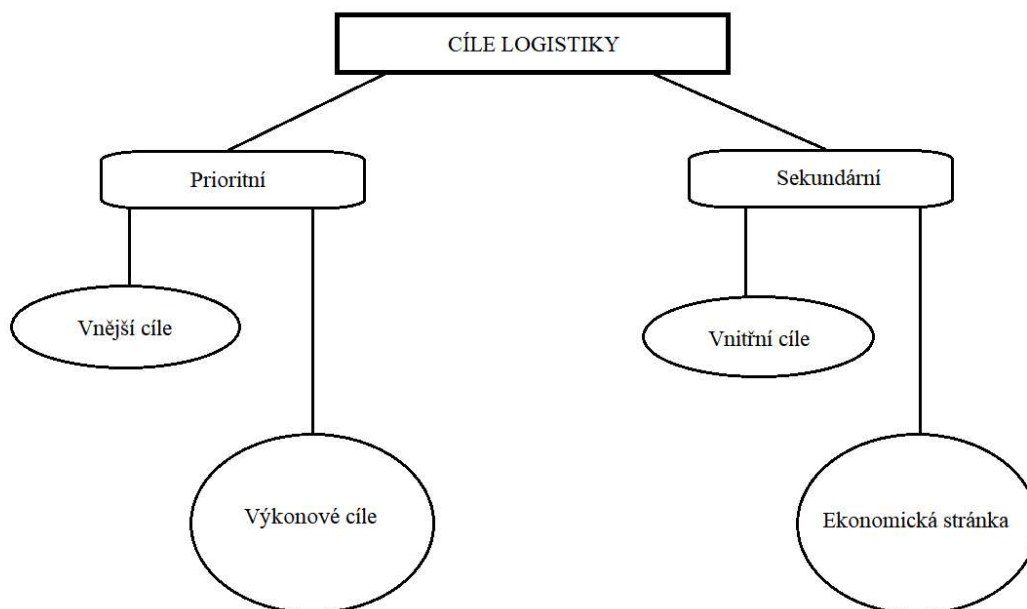 CÍLE LOGISTIKY
Prioritní
Sekundární
Vnější cíle
Vnitřní cíle
Výkonové cíle
Ekonomická stránka